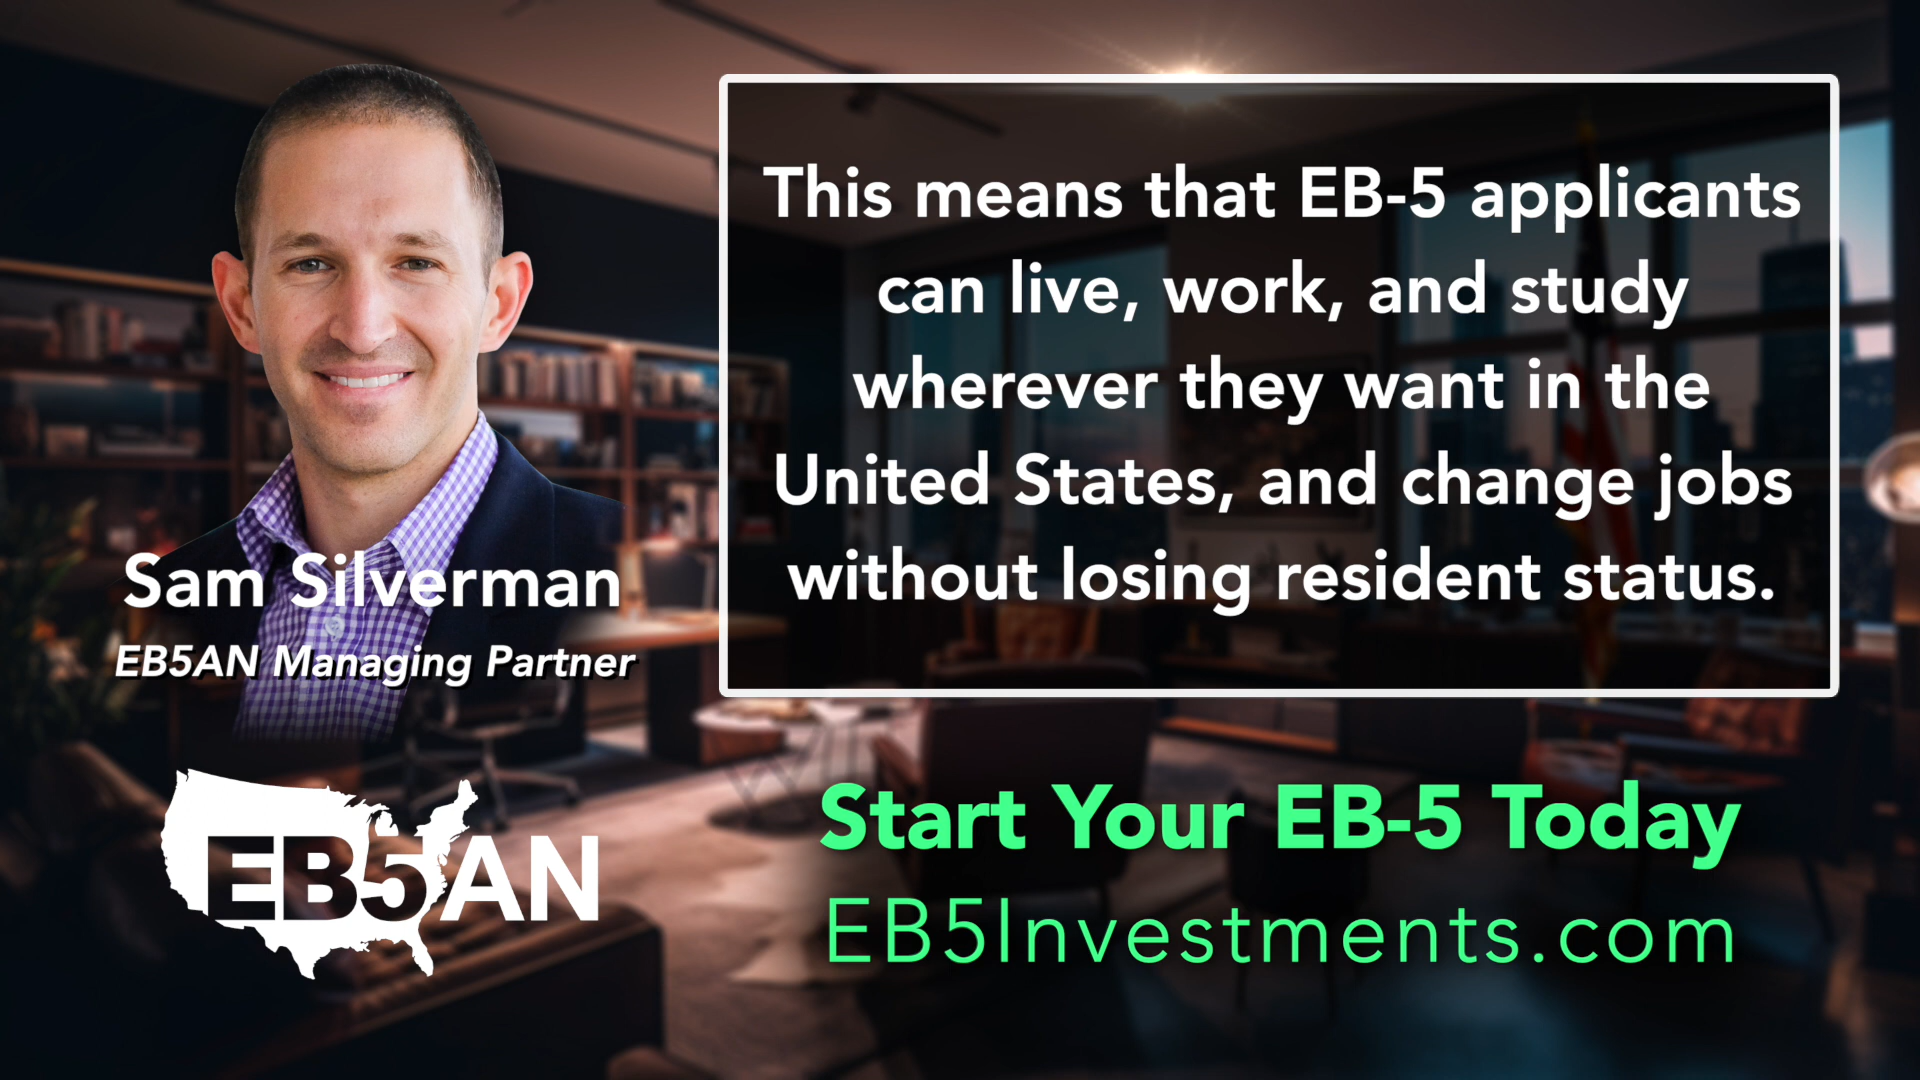 This means that EB-5 applicants
can live, work, and study
wherever they want in the
United States, and change jobs
without losing resident status.
Sam Silverman
EB5AN Managing Partner
EB5AN
Start Your EB-5 Today
EB5Investments.com